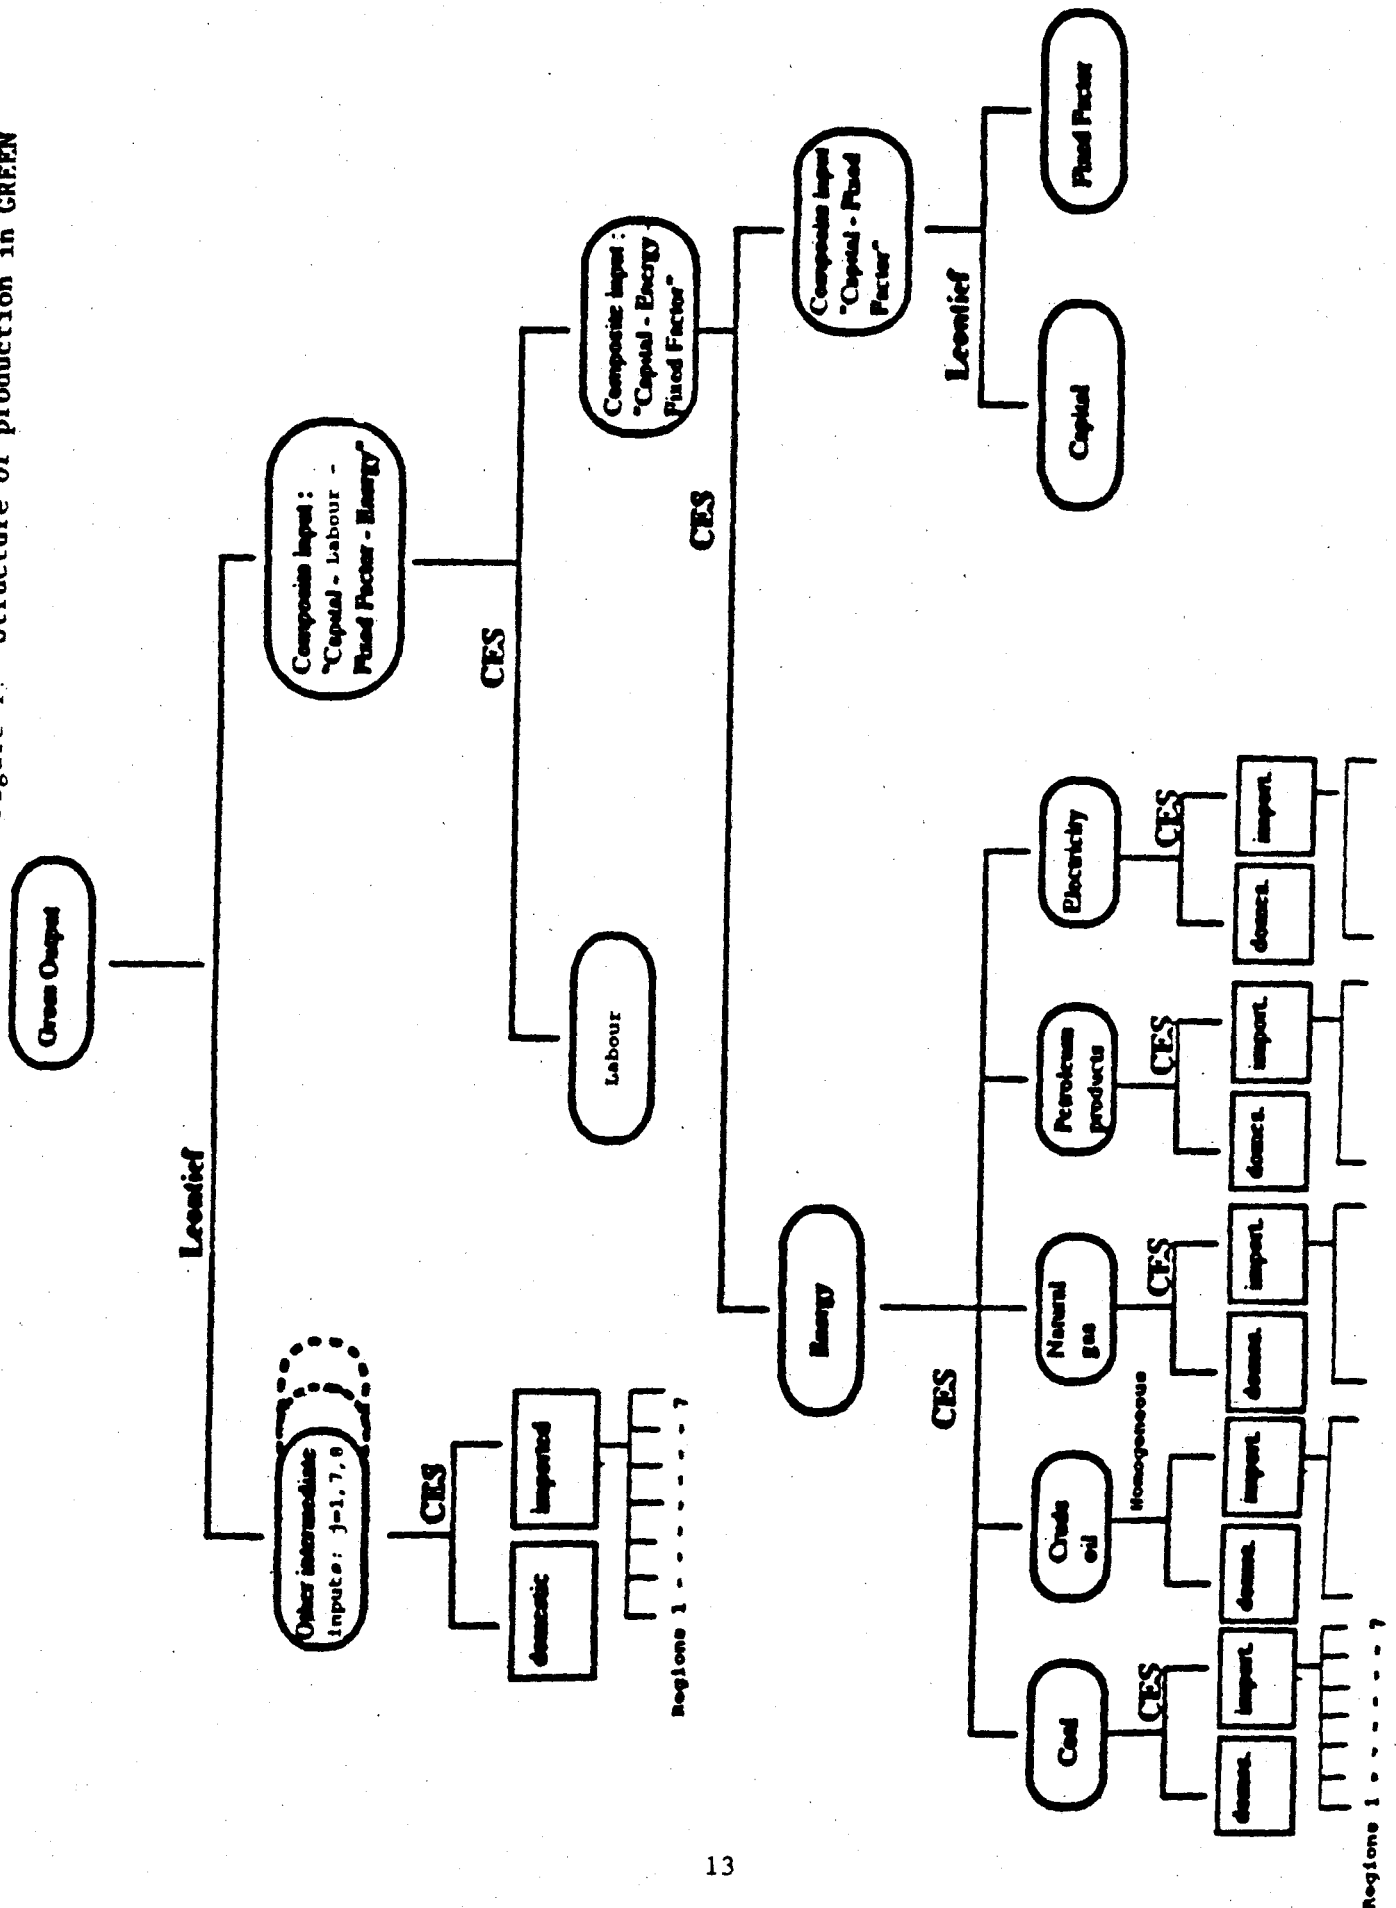 Structure of production in GREEN
Gross Output
Leontief
Other intermediate
inputs: j=1,7,8
Composite input :
"Capital - Labour -
Fixed Factor - Energy"
CES
domestic
imported
Regions 1 - - - - - - 7
CES
Labour
Composite input :
"Capital - Energy -
Fixed Factor"
CES
Energy
Composite input
"Capital - Fixed
Factor"
CES
Leontief
Coal
Crude
oil
Natural
gas
Petroleum
products
Electricity
Capital
Fixed Factor
CES
Homogeneous
CES
CES
CES
domes.
import.
domes.
import.
domes.
import.
domes.
import.
domes.
import.
Regions 1 - - - - - - 7
13